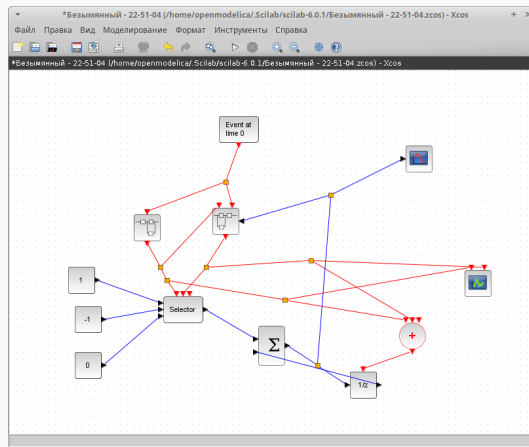 *Безымянный - 22-51-04 (/home/openmodelica/.Scilab/scilab-6.0.1/Безымянный - 22-51-04.zcos) - Xcos
Файл Правка Вид Моделирование Формат Инструменты Справка
*Безымянный - 22-51-04 (/home/openmodelica/.Scilab/scilab-6.0.1/Безымянный - 22-51-04.zcos) - Xcos
Event at
time 0
1
Selector
-1
+
Σ
0
1/z